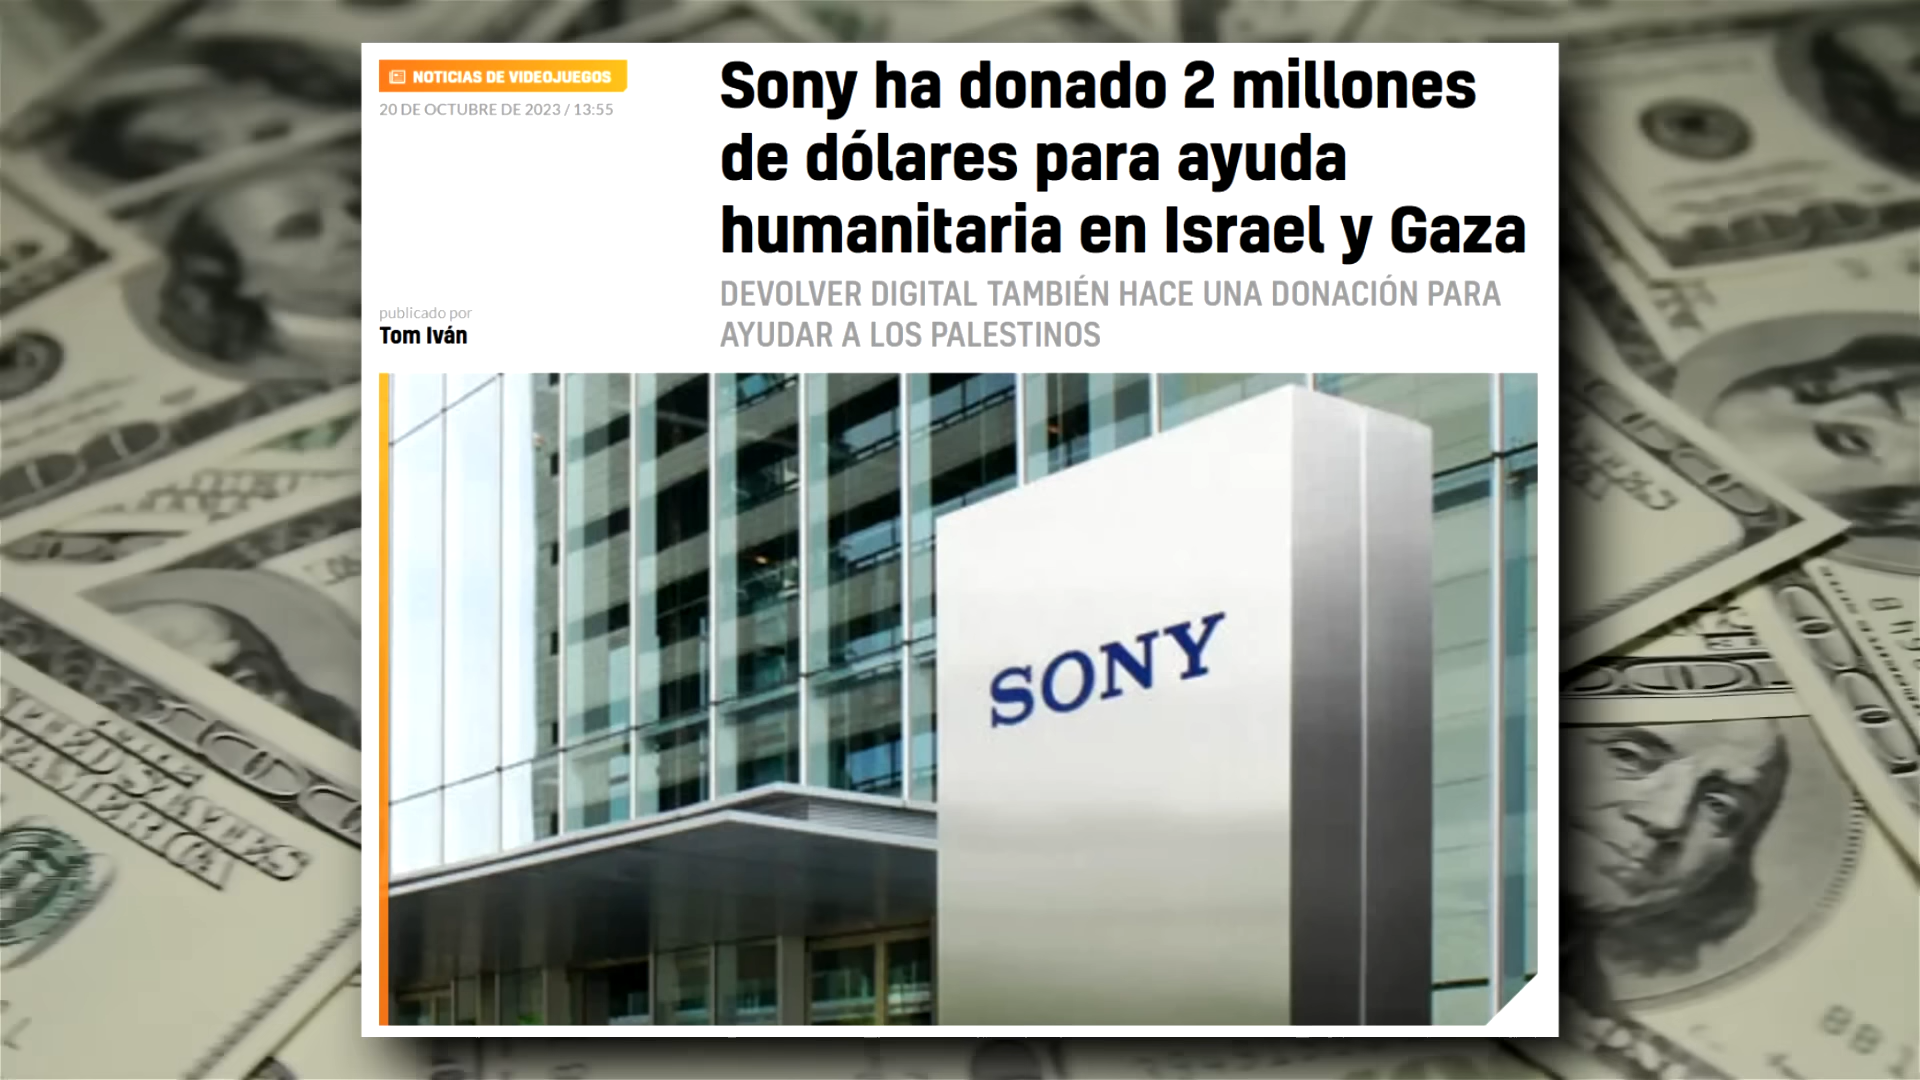 NOTICIAS DE VIDEOJUEGOS
20 DE OCTUBRE DE 2023 / 13:55
Sony ha donado 2 millones
de dólares para ayuda
humanitaria en Israel y Gaza
DEVOLVER DIGITAL TAMBIÉN HACE UNA DONACIÓN PARA
AYUDAR A LOS PALESTINOS
publicado por
Tom Iván
SONY